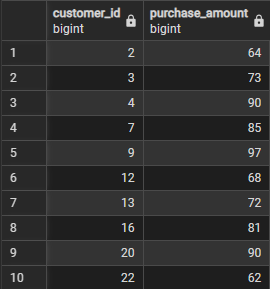 customer_id purchase_amount
bigint bigint
1 2 64
2 3 73
3 4 90
4 7 85
5 9 97
6 12 68
7 13 72
8 16 81
9 20 90
10 22 62